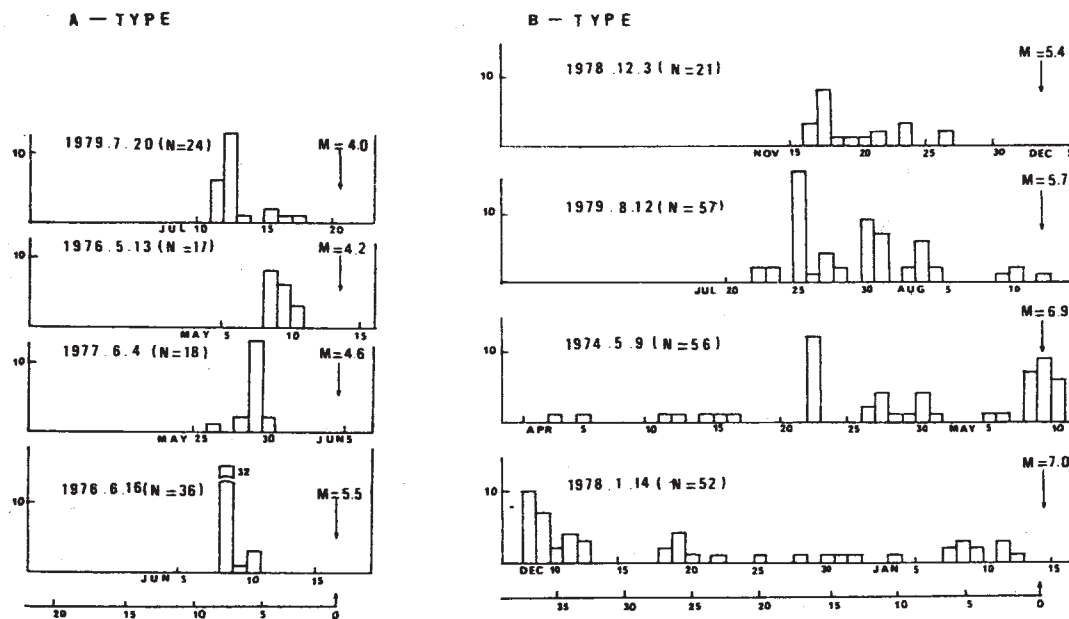 A — TYPE
10
1979.7.20 (N=24)
M=4.0
JUL 10 15 20
10
1976.5.13 (N=17)
M=4.2
MAY 5 10 15
10
1977.6.4 (N=18)
M=4.6
MAY 25 30 JUN5
10
1976.6.16 (N=36)
32
M=5.5
JUN 5 10 15
20 15 10 5 0
B — TYPE
10
1978.12.3 (N=21)
M=5.4
NOV 15 20 25 30 DEC 5
10
1979.8.12 (N=57)
M=5.7
JUL 20 25 30 AUG 5 10
10
1974.5.9 (N=56)
M=6.9
APR 5 10 15 20 25 30 MAY 5 10
10
1978.1.14 (N=52)
M=7.0
DEC 10 15 20 25 30 JAN 5 10 15
35 30 25 20 15 10 5 0